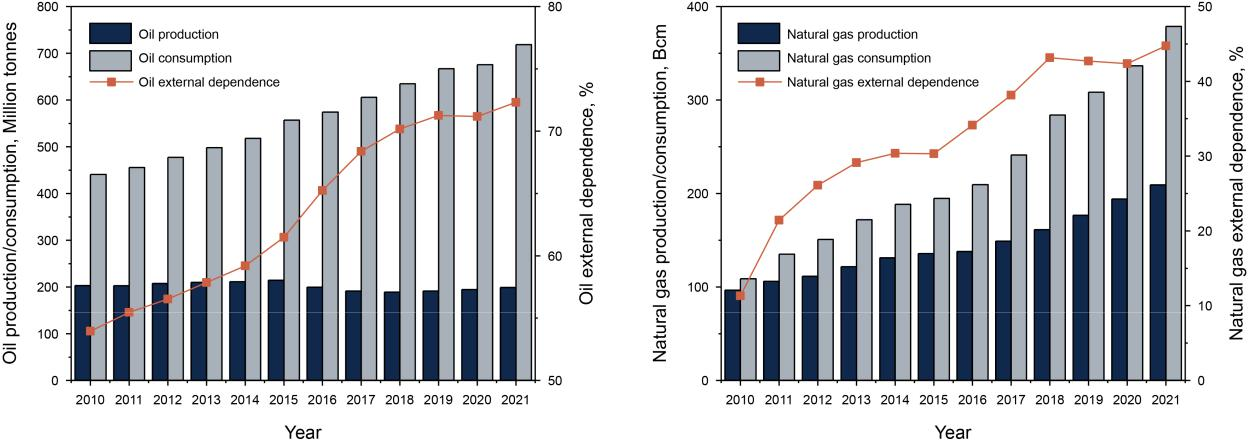 Oil production/consumption, Million tonnes
800
700
600
500
400
300
200
100
0
Oil production
Oil consumption
Oil external dependence
80
70
60
50
Oil external dependence, %
2010 2011 2012 2013 2014 2015 2016 2017 2018 2019 2020 2021
Year
Natural gas production/consumption, Bcm
400
300
200
100
0
Natural gas production
Natural gas consumption
Natural gas external dependence
50
40
30
20
10
0
Natural gas external dependence, %
2010 2011 2012 2013 2014 2015 2016 2017 2018 2019 2020 2021
Year